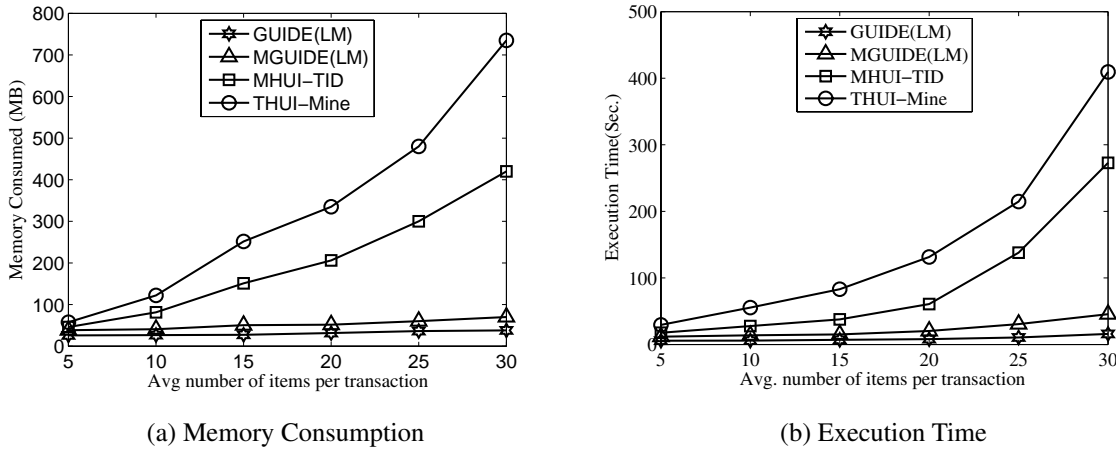 800
700
600
500
400
300
200
100
0
5 10 15 20 25 30
Memory Consumed (MB)
Avg number of items per transaction
GUIDE(LM)
MGUIDE(LM)
MHUI−TID
THUI−Mine
(a) Memory Consumption
500
400
300
200
100
0
5 10 15 20 25 30
Execution Time(Sec.)
Avg. number of items per transaction
GUIDE(LM)
MGUIDE(LM)
MHUI−TID
THUI−Mine
(b) Execution Time